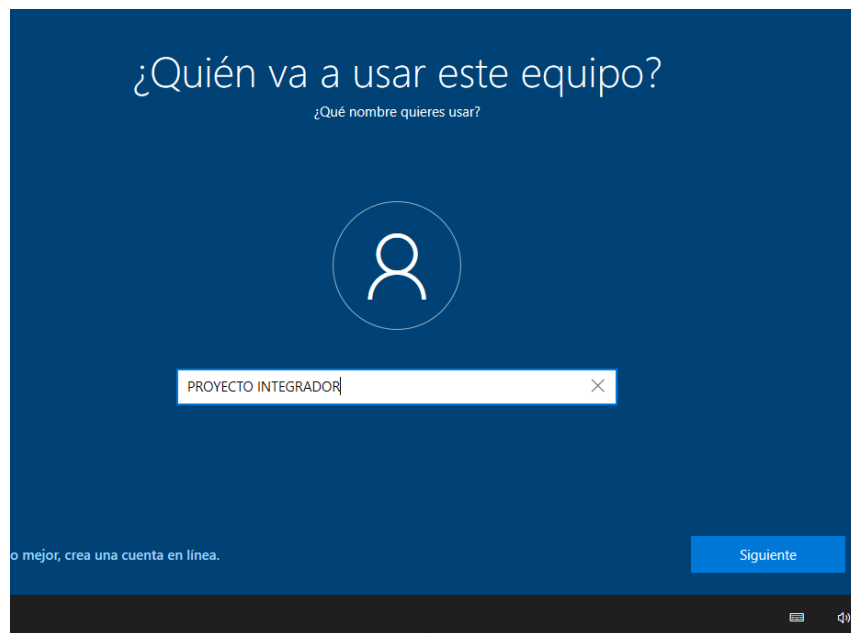 ¿Quién va a usar este equipo?
¿Qué nombre quieres usar?
PROYECTO INTEGRADOR
o mejor, crea una cuenta en línea.
Siguiente